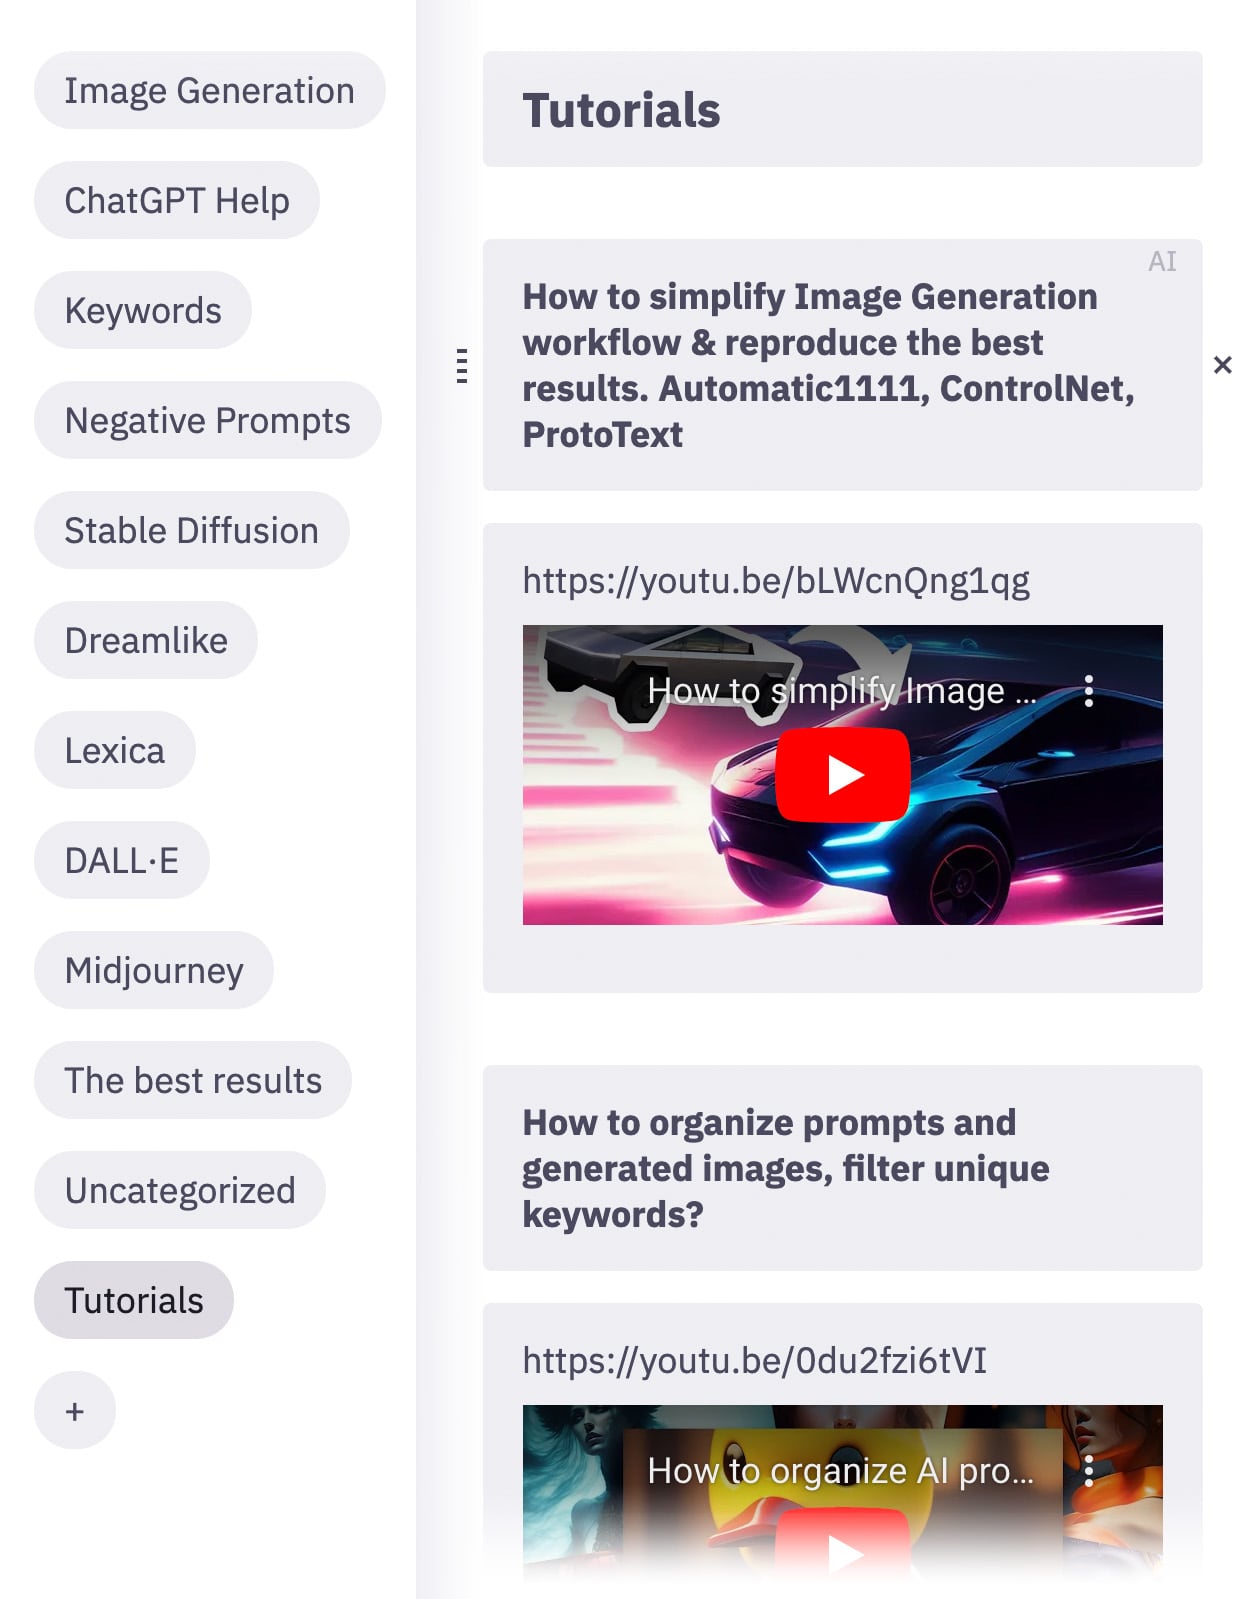 Image Generation
ChatGPT Help
Keywords
Negative Prompts
Stable Diffusion
Dreamlike
Lexica
DALL·E
Midjourney
The best results
Uncategorized
Tutorials
+
Tutorials
AI
How to simplify Image Generation
workflow & reproduce the best
results. Automatic1111, ControlNet,
ProtoText
https://youtu.be/bLWcnQng1qg
How to simplify Image ...
How to organize prompts and
generated images, filter unique
keywords?
https://youtu.be/0du2fzi6tVI
How to organize AI pro...